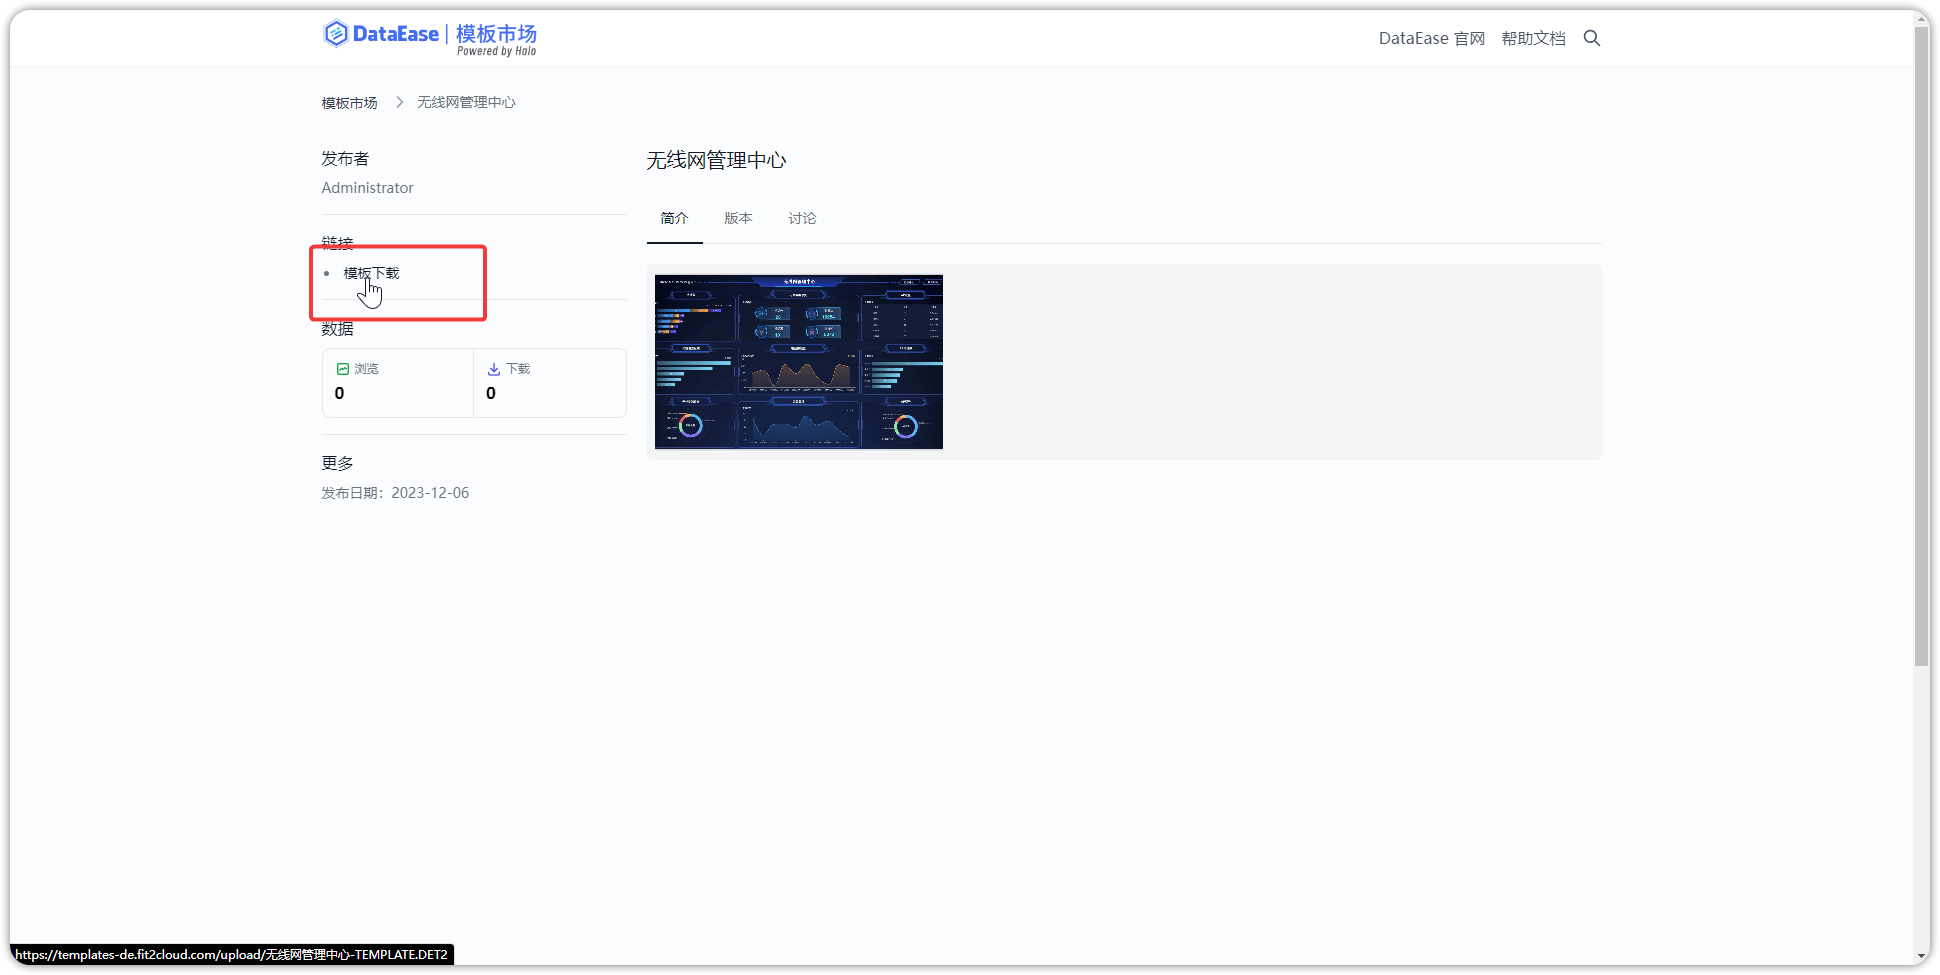 DataEase | 模板市场
Powered by Halo
DataEase 官网 帮助文档
模板市场 > 无线网管理中心
发布者
Administrator
链接
• 模板下载
数据
浏览 下载
0 0
更多
发布日期：2023-12-06
无线网管理中心
简介 版本 讨论
https://templates-de.fit2cloud.com/upload/无线网管理中心-TEMPLATE.DET2